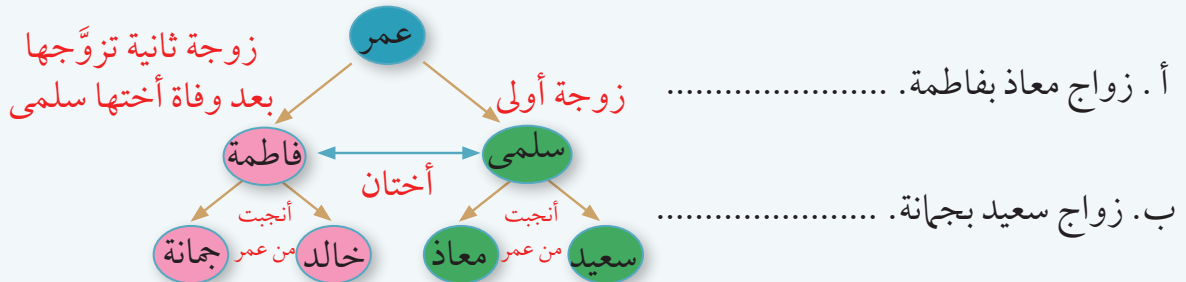 عمر
زوجة ثانية تزوَّجها
بعد وفاة أختها سلمى
زوجة أولى
أ. زواج معاذ بفاطمة. .......................
سلمى
فاطمة
أختان
ب. زواج سعيد بجمانة. .......................
أنجبت
من عمر
أنجبت
من عمر
سعيد
معاذ
خالد
جمانة